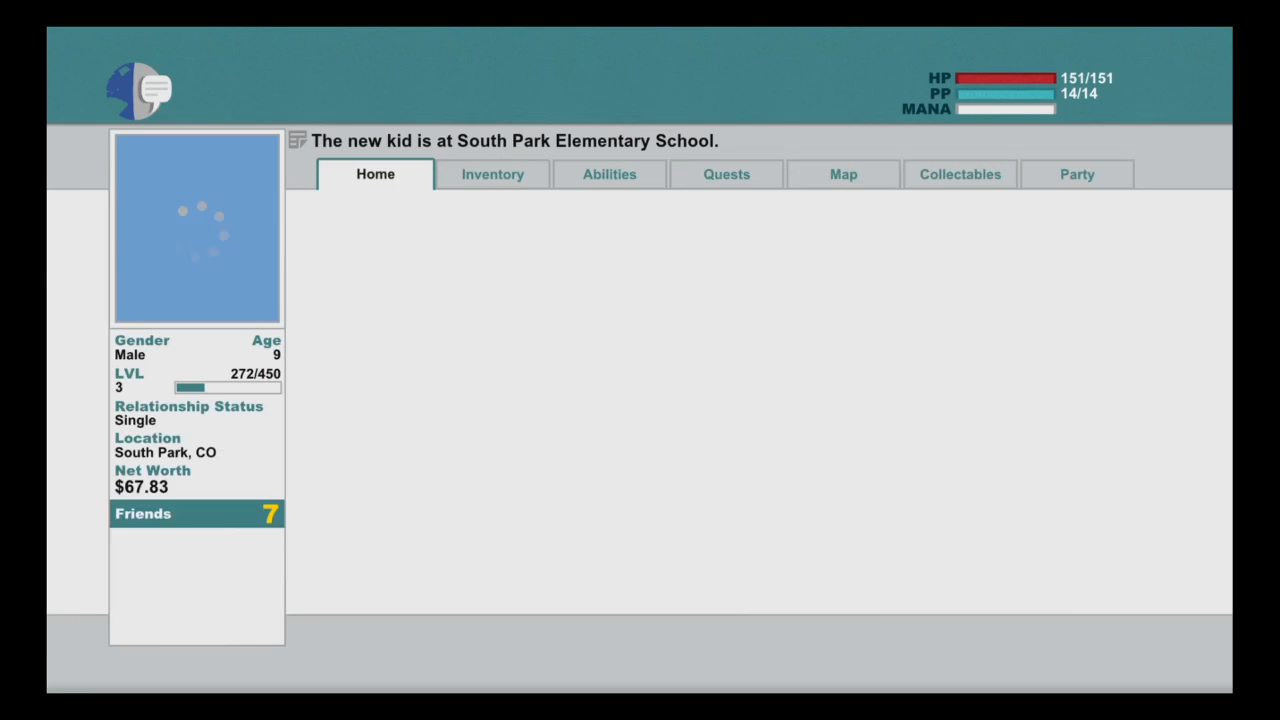 HP 151/151
PP 14/14
MANA
The new kid is at South Park Elementary School.
Home Inventory Abilities Quests Map Collectables Party
Gender Age
Male 9
LVL 272/450
3
Relationship Status
Single
Location
South Park, CO
Net Worth
$67.83
Friends 7